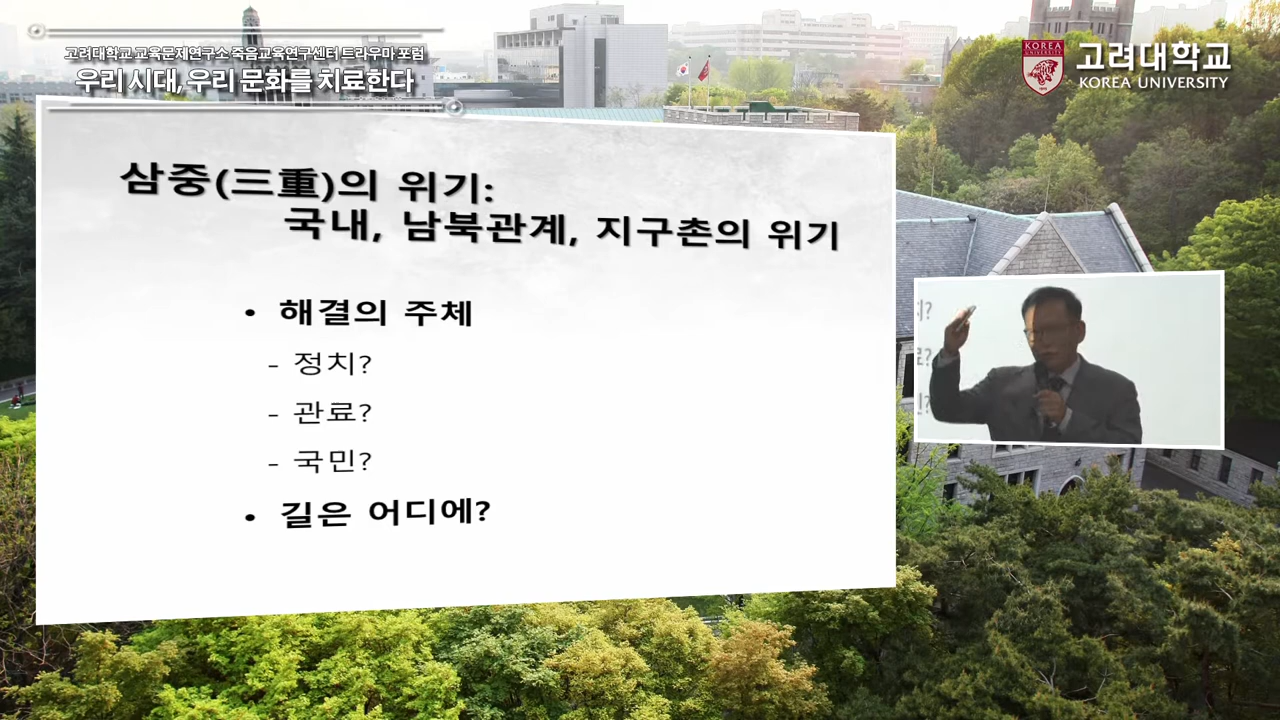 고려대학교 교육문제연구소 죽음교육연구센터 트라우마 포럼
우리 시대, 우리 문화를 치료한다
KOREA
UNIVERSITY
고려대학교
KOREA UNIVERSITY
삼중(三重)의 위기:
국내, 남북관계, 지구촌의 위기
• 해결의 주체
- 정치?
- 관료?
- 국민?
• 길은 어디에?